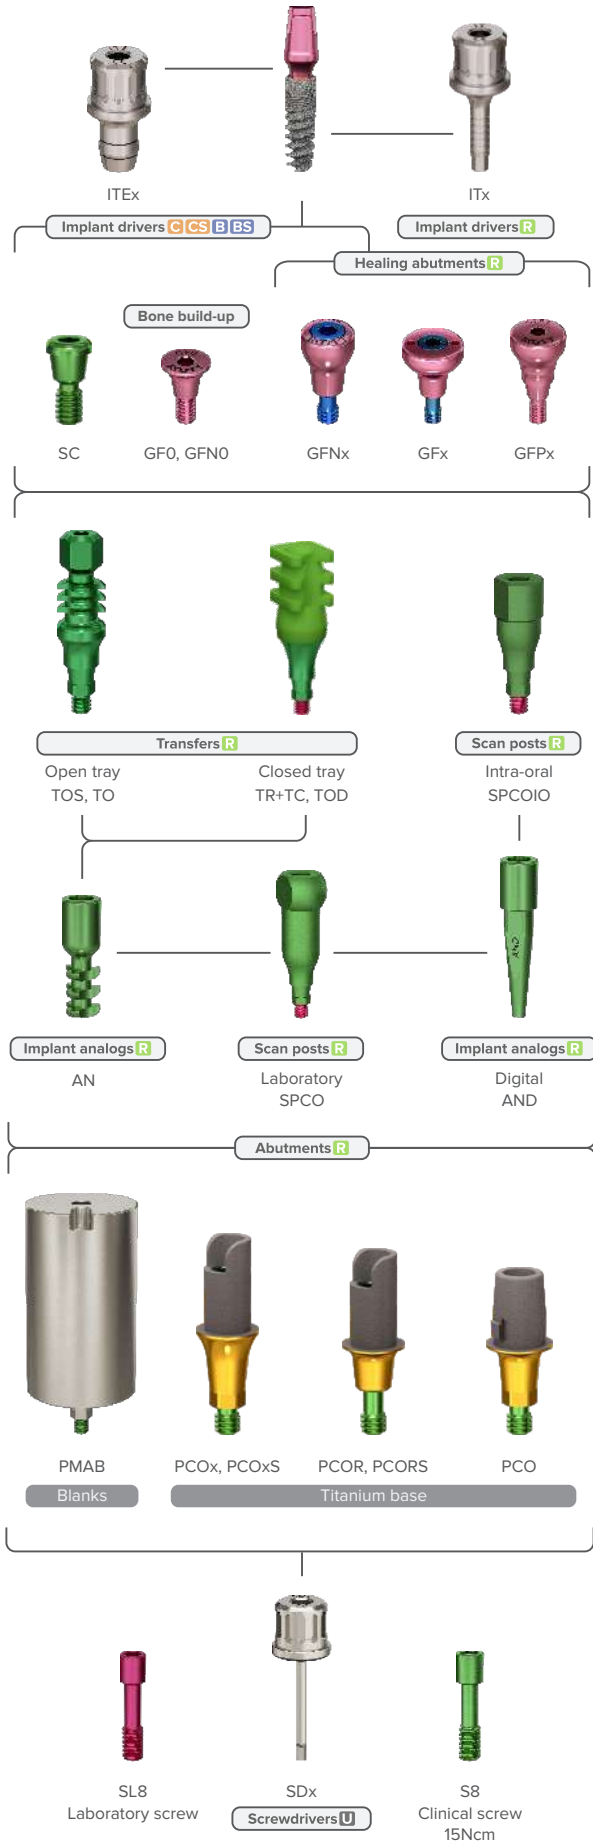 ITEx
ITx
Implant drivers C CS B BS
Implant drivers R
Healing abutments R
Bone build-up
SC
GF0, GFN0
GFNx
GFx
GFPx
Transfers R
Scan posts R
Open tray
TOS, TO
Closed tray
TR+TC, TOD
Intra-oral
SPCOIO
Implant analogs R
Scan posts R
Implant analogs R
AN
Laboratory
SPCO
Digital
AND
Abutments R
PMAB
PCOx, PCOxS
PCOR, PCORS
PCO
Blanks
Titanium base
SL8
Laboratory screw
SDx
Screwdrivers U
S8
Clinical screw
15Ncm